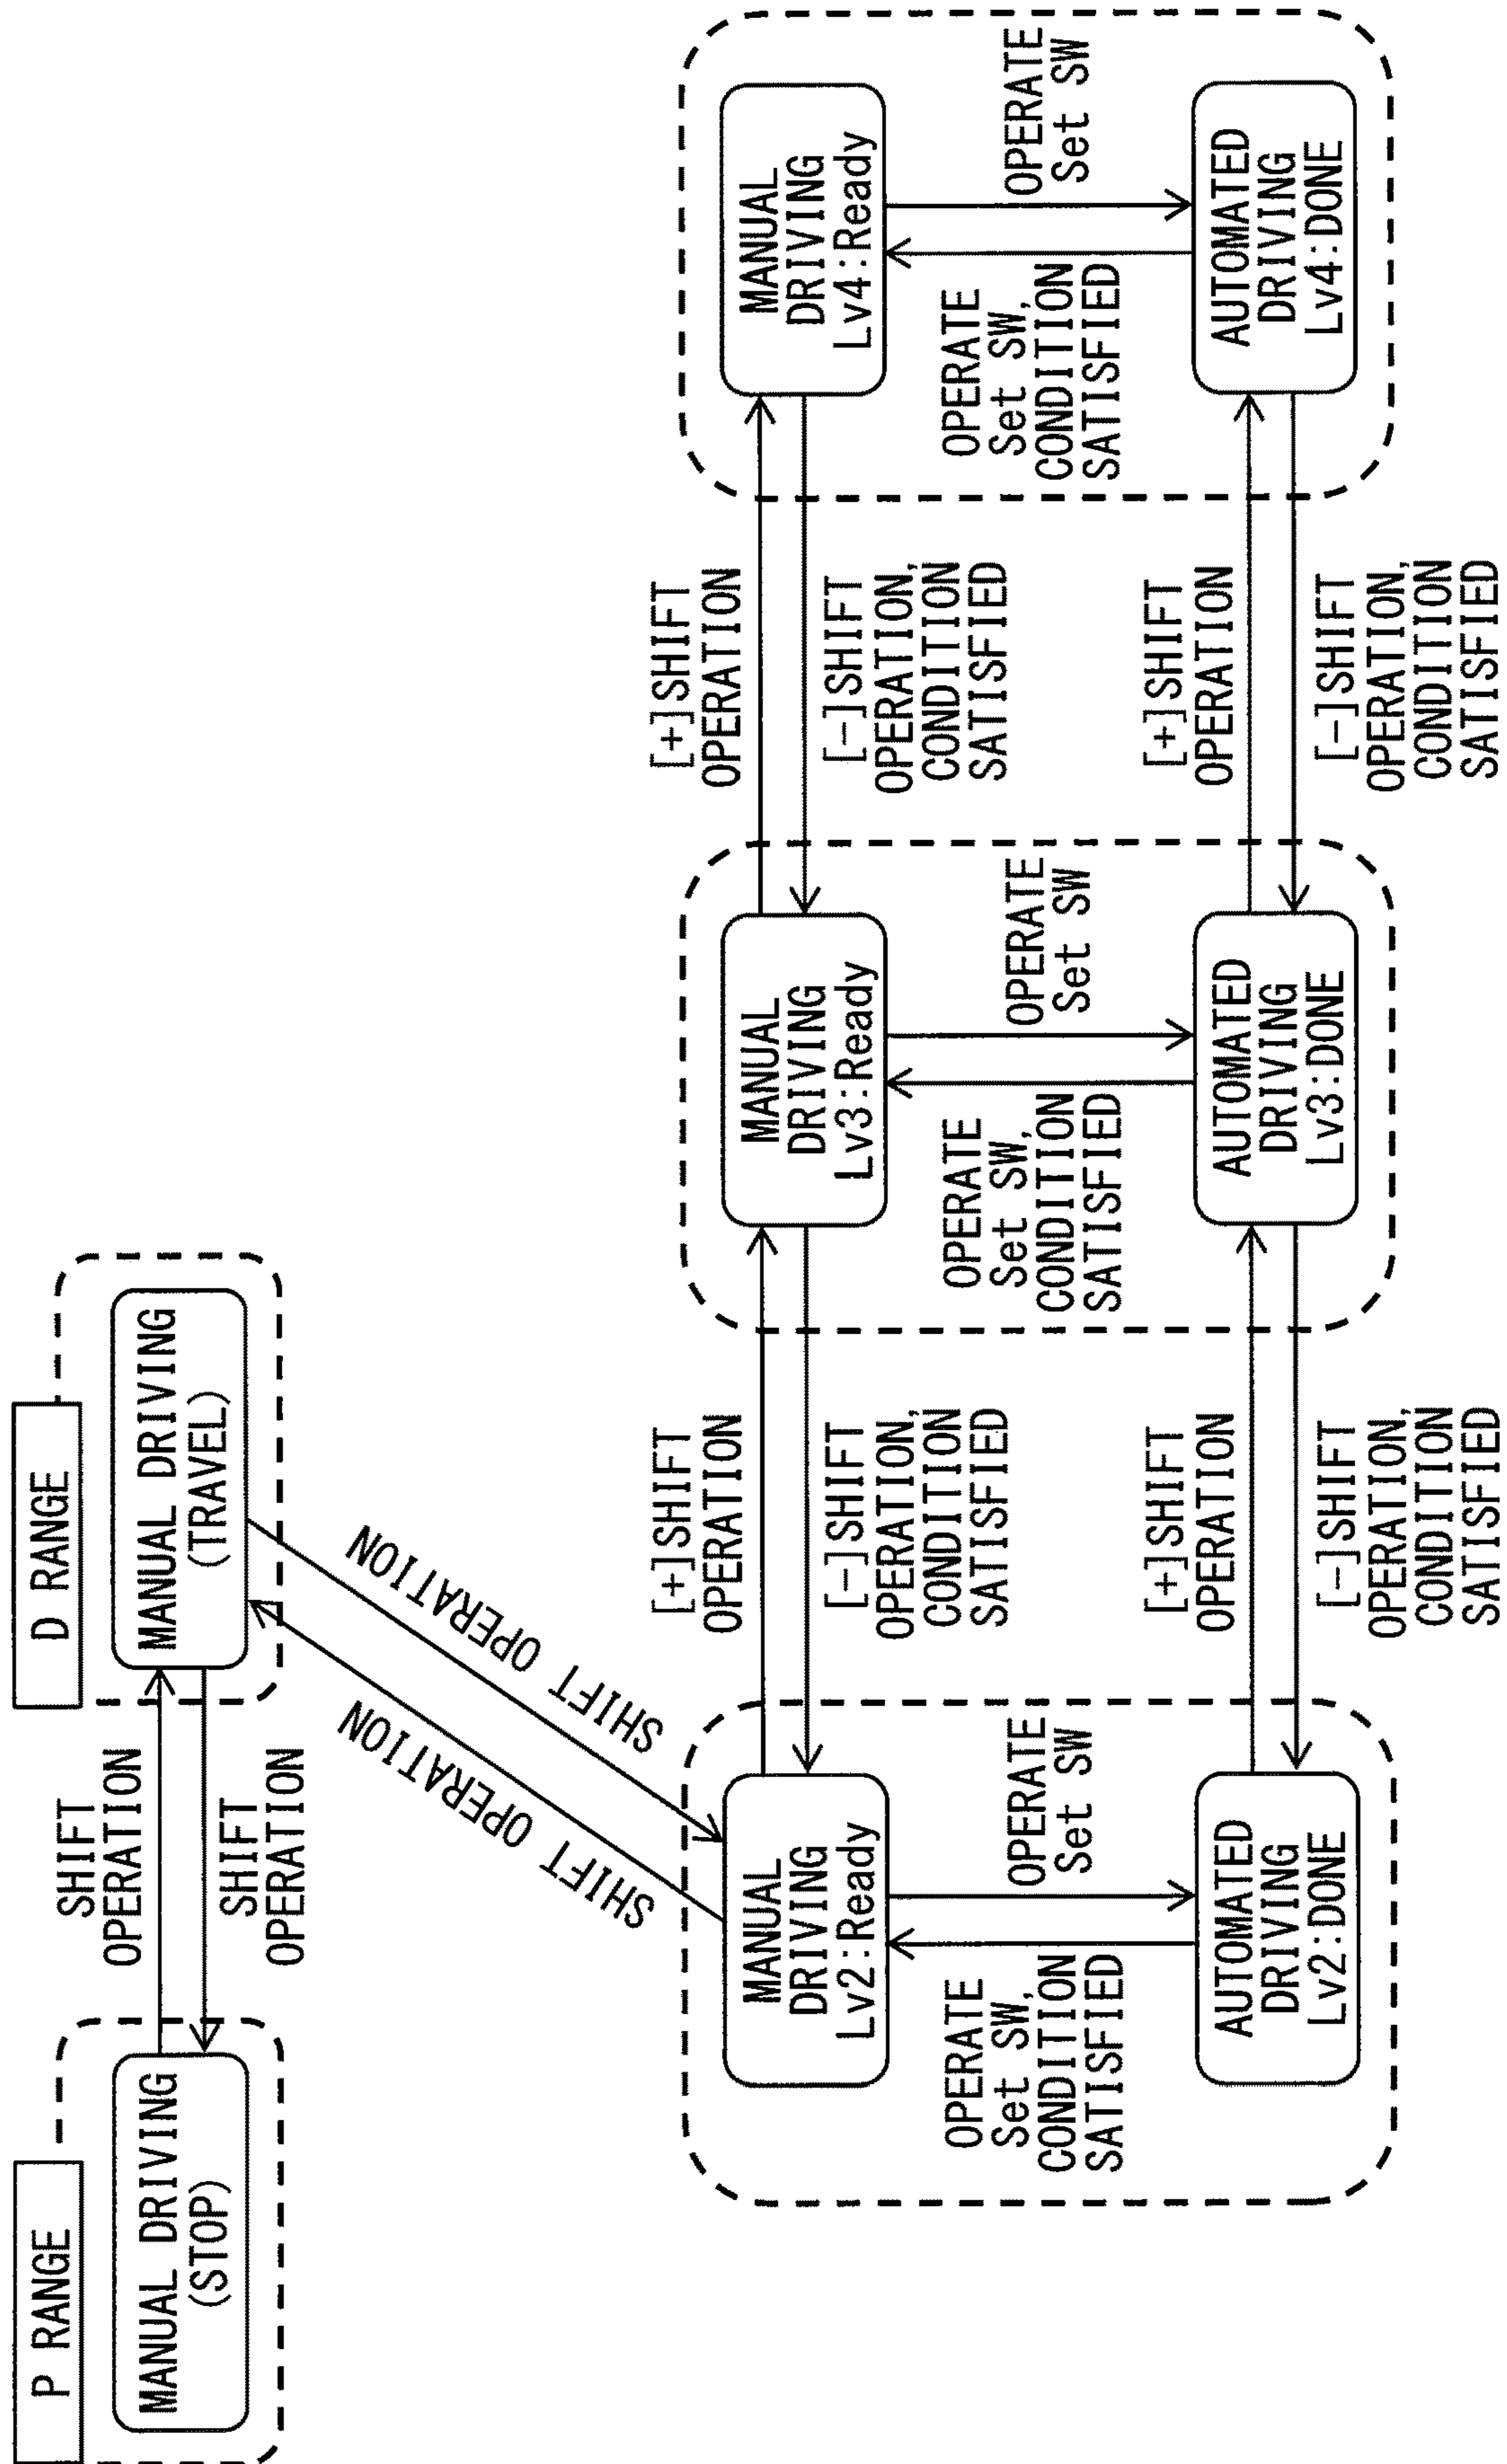 P RANGE
MANUAL DRIVING
(STOP)
SHIFT
OPERATION
SHIFT
OPERATION
D RANGE
MANUAL DRIVING
(TRAVEL)
SHIFT OPERATION
SHIFT OPERATION
MANUAL
DRIVING
Lv2:Ready
[+]SHIFT
OPERATION
[-]SHIFT
OPERATION,
CONDITION
SATISFIED
MANUAL
DRIVING
Lv3:Ready
[+]SHIFT
OPERATION
[-]SHIFT
OPERATION,
CONDITION
SATISFIED
MANUAL
DRIVING
Lv4:Ready
OPERATE
Set SW,
CONDITION
SATISFIED
OPERATE
Set SW
OPERATE
Set SW,
CONDITION
SATISFIED
OPERATE
Set SW
OPERATE
Set SW,
CONDITION
SATISFIED
OPERATE
Set SW
AUTOMATED
DRIVING
Lv2:DONE
[+]SHIFT
OPERATION
[-]SHIFT
OPERATION,
CONDITION
SATISFIED
AUTOMATED
DRIVING
Lv3:DONE
[+]SHIFT
OPERATION
[-]SHIFT
OPERATION,
CONDITION
SATISFIED
AUTOMATED
DRIVING
Lv4:DONE